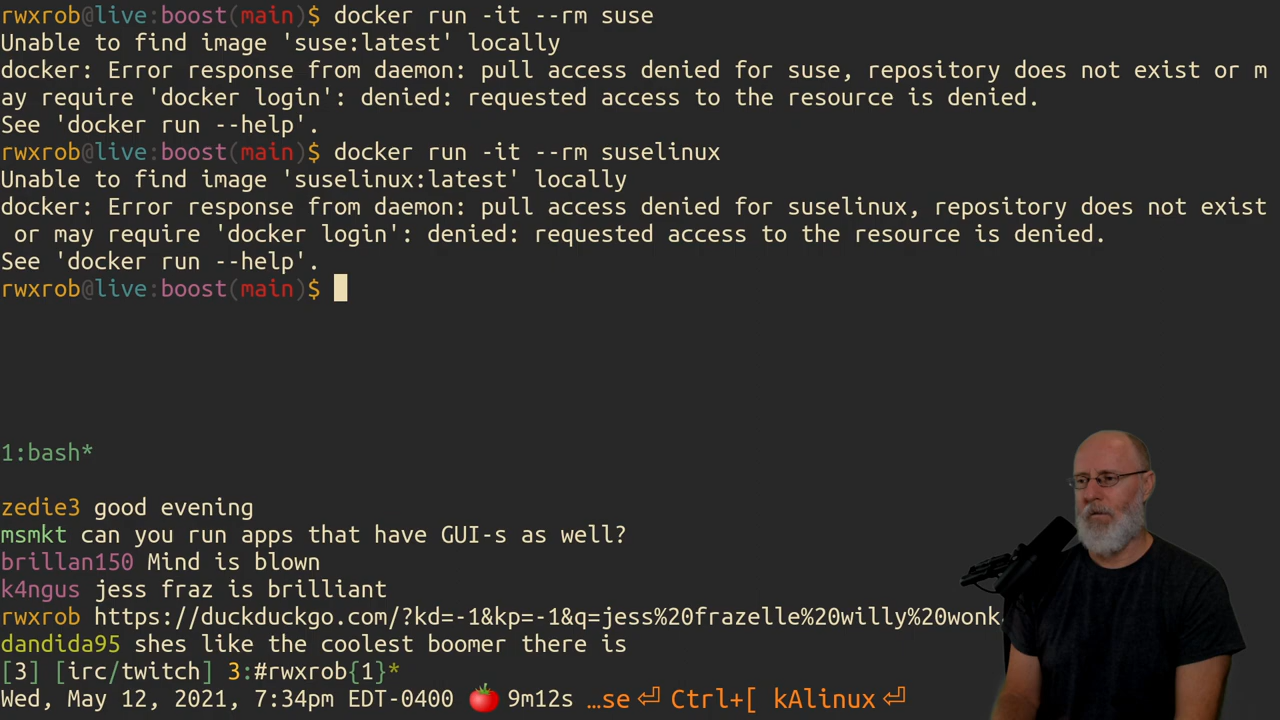 rwxrob@live:boost(main)$ docker run -it --rm suse
Unable to find image 'suse:latest' locally
docker: Error response from daemon: pull access denied for suse, repository does not exist or m
ay require 'docker login': denied: requested access to the resource is denied.
See 'docker run --help'.
rwxrob@live:boost(main)$ docker run -it --rm suselinux
Unable to find image 'suselinux:latest' locally
docker: Error response from daemon: pull access denied for suselinux, repository does not exist
 or may require 'docker login': denied: requested access to the resource is denied.
See 'docker run --help'.
rwxrob@live:boost(main)$
1:bash*
zedie3 good evening
msmkt can you run apps that have GUI-s as well?
brillan150 Mind is blown
k4ngus jess fraz is brilliant
rwxrob https://duckduckgo.com/?kd=-1&kp=-1&q=jess%20frazelle%20willy%20wonk
dandida95 shes like the coolest boomer there is
[3] [irc/twitch] 3:#rwxrob{1}*
Wed, May 12, 2021, 7:34pm EDT-0400 🍅 9m12s …se⏎ Ctrl+[ kAlinux⏎